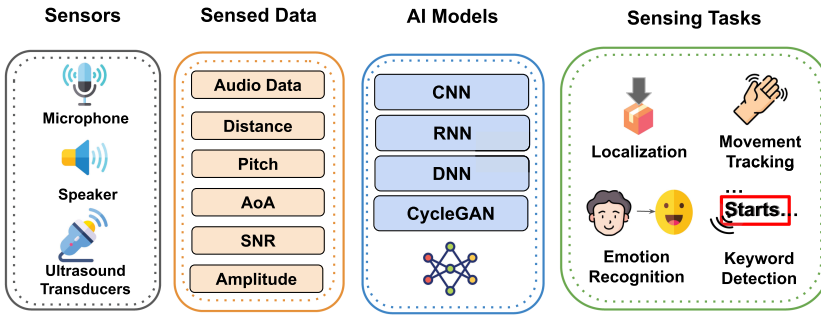 Sensors
Microphone
Speaker
Ultrasound
Transducers
Sensed Data
Audio Data
Distance
Pitch
AoA
SNR
Amplitude
AI Models
CNN
RNN
DNN
CycleGAN
Sensing Tasks
Localization
Movement
Tracking
Emotion
Recognition
...
Starts...
Keyword
Detection